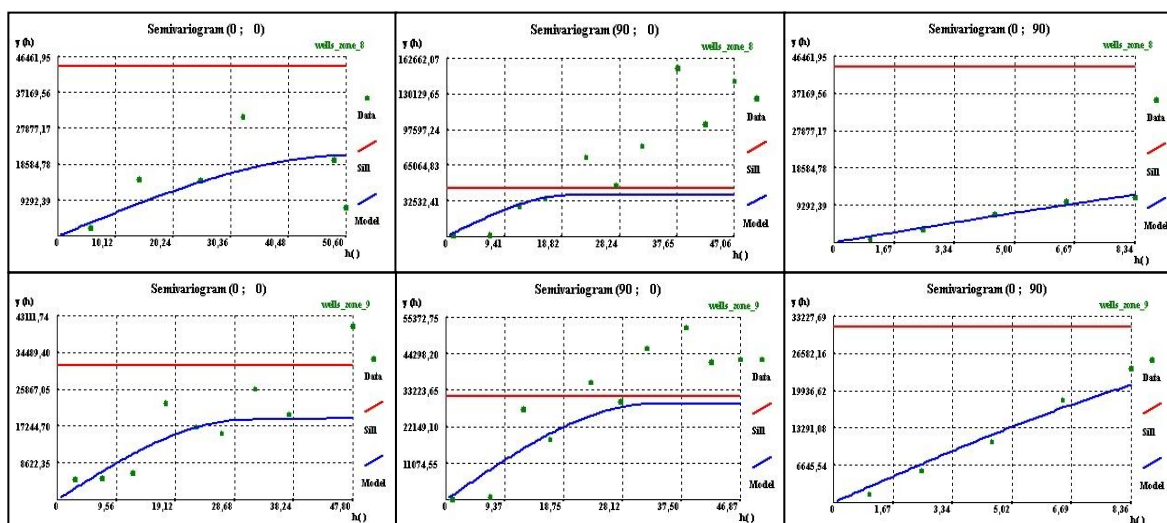 Semivariogram (0 ; 0)
γ (h)
wells_zone_8
46461,95
37169,56
27877,17
18584,78
9292,39
0
10,12
20,24
30,36
40,48
50,60
h()
Data
Sill
Model
Semivariogram (90 ; 0)
γ (h)
wells_zone_8
162662,07
130129,65
97597,24
65064,83
32532,41
0
9,41
18,82
28,24
37,65
47,06
h()
Data
Sill
Model
Semivariogram (0 ; 90)
γ (h)
wells_zone_8
46461,95
37169,56
27877,17
18584,78
9292,39
0
1,67
3,34
5,00
6,67
8,34
h()
Data
Sill
Model
Semivariogram (0 ; 0)
γ (h)
wells_zone_9
43111,74
34489,40
25867,05
17244,70
8622,35
0
9,56
19,12
28,68
38,24
47,80
h()
Data
Sill
Model
Semivariogram (90 ; 0)
γ (h)
wells_zone_9
55372,75
44298,20
33223,65
22149,10
11074,55
0
9,37
18,75
28,12
37,50
46,87
h()
Data
Sill
Model
Semivariogram (0 ; 90)
γ (h)
wells_zone_9
33227,69
26582,16
19936,62
13291,08
6645,54
0
1,67
3,34
5,02
6,69
8,36
h()
Data
Sill
Model